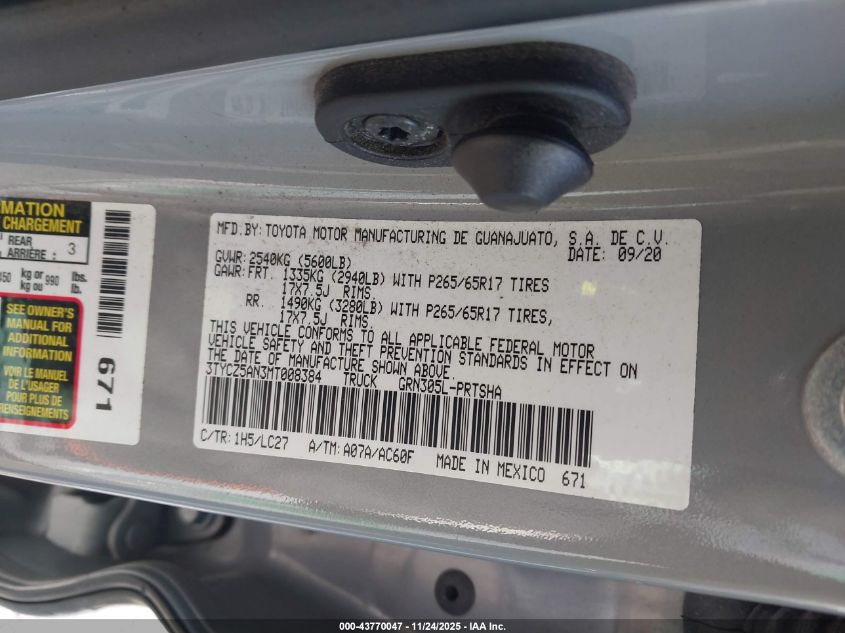 MATION
CHARGEMENT
REAR
ARRIÈRE : 3
kg or 990 lbs.
kg ou lb.
SEE OWNER'S
MANUAL FOR
ADDITIONAL
INFORMATION
VOIR LE MANUEL
DE L'USAGER
POUR PLUS DE
RENSEIGNEMENTS
671
MFD. BY: TOYOTA MOTOR MANUFACTURING DE GUANAJUATO, S.A. DE C.V.
GVWR: 2540KG (5600LB) DATE: 09/20
GAWR: FRT. 1335KG (2940LB) WITH P265/65R17 TIRES
17X7.5J RIMS.
RR. 1490KG (3280LB) WITH P265/65R17 TIRES,
17X7.5J RIMS.
THIS VEHICLE CONFORMS TO ALL APPLICABLE FEDERAL MOTOR
VEHICLE SAFETY AND THEFT PREVENTION STANDARDS IN EFFECT ON
THE DATE OF MANUFACTURE SHOWN ABOVE.
3TYCZ5AN3MT008384 TRUCK GRN305L-PRTSHA
C/TR: 1H5/LC27 A/TM: A07A/AC60F MADE IN MEXICO 671
000-43770047 - 11/24/2025 - IAA Inc.